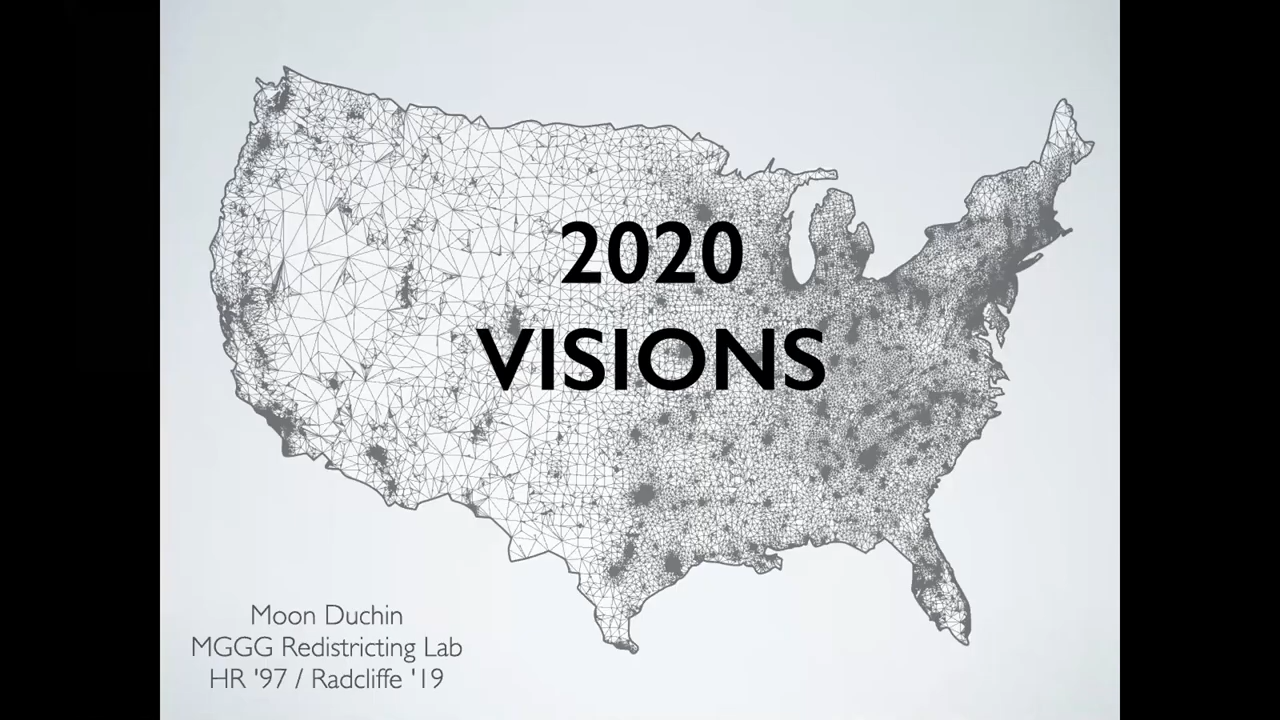 2020
VISIONS
Moon Duchin
MGGG Redistricting Lab
HR '97 / Radcliffe '19